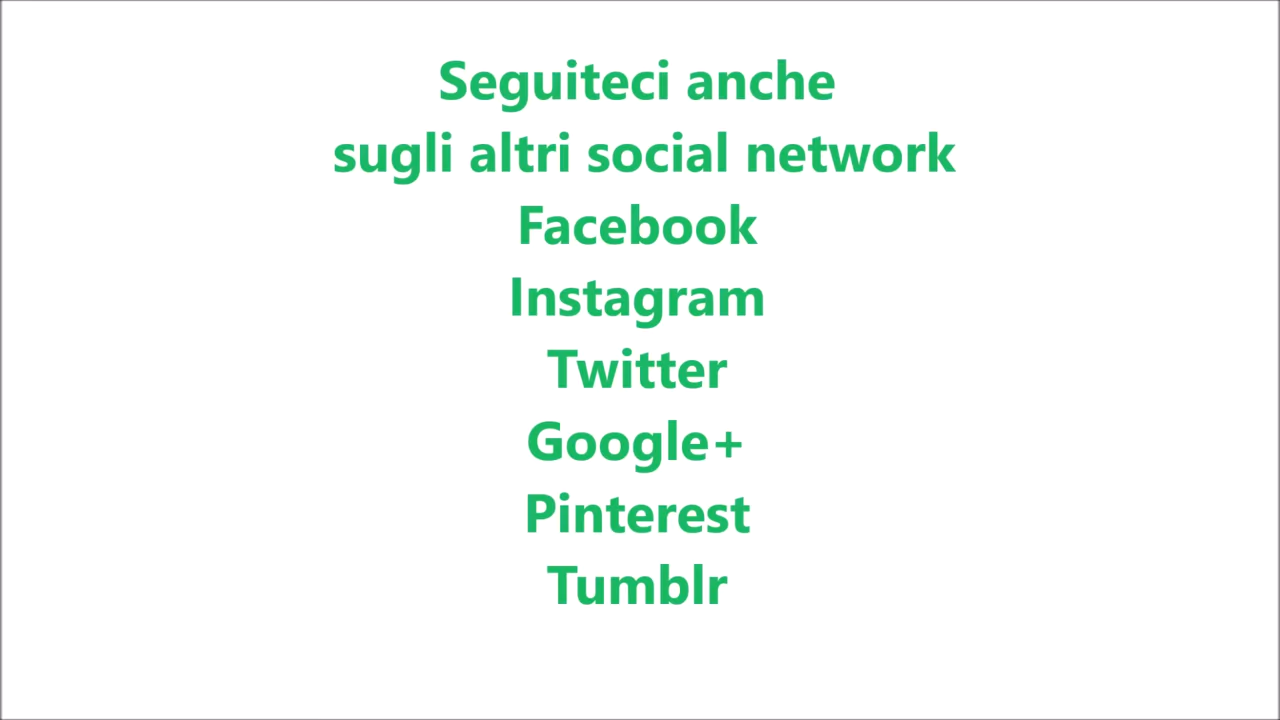 Seguiteci anche
sugli altri social network
Facebook
Instagram
Twitter
Google+
Pinterest
Tumblr